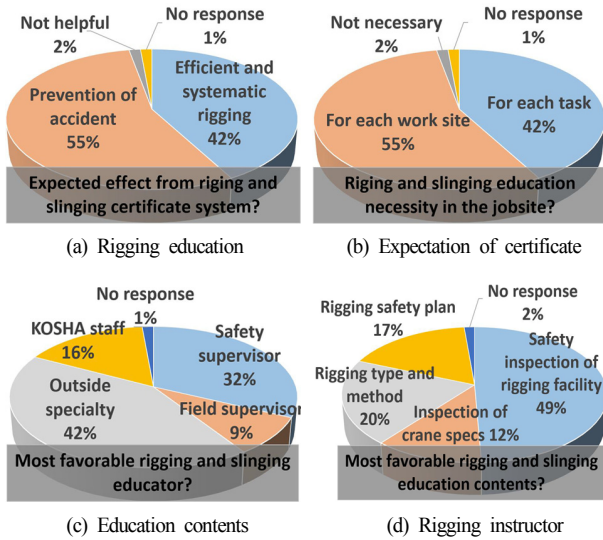 Not helpful
2%
No response
1%
Efficient and
systematic
rigging
42%
Prevention of
accident
55%
Expected effect from riging and
slinging certificate system?
(a) Rigging education
Not necessary
2%
No response
1%
For each task
42%
For each work site
55%
Riging and slinging education
necessity in the jobsite?
(b) Expectation of certificate
No response
1%
KOSHA staff
16%
Safety
supervisor
32%
Outside
specialty
42%
Field supervisor
9%
Most favorable rigging and slinging
educator?
(c) Education contents
Rigging safety plan
17%
No response
2%
Safety
inspection of
rigging facility
49%
Rigging type and
method
20%
Inspection of
crane specs 12%
Most favorable rigging and slinging
education contents?
(d) Rigging instructor